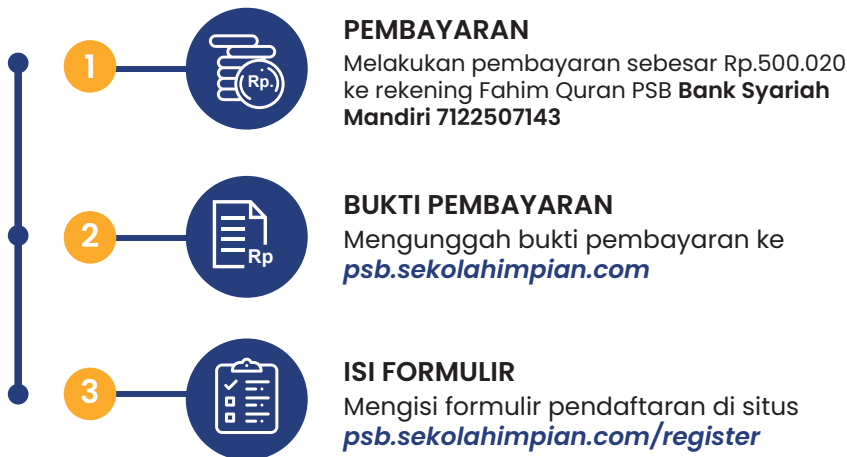 PEMBAYARAN
1
Rp.
Melakukan pembayaran sebesar Rp.500.020
ke rekening Fahim Quran PSB Bank Syariah
Mandiri 7122507143
BUKTI PEMBAYARAN
2
Rp
Mengunggah bukti pembayaran ke
psb.sekolahimpian.com
ISI FORMULIR
3
Mengisi formulir pendaftaran di situs
psb.sekolahimpian.com/register